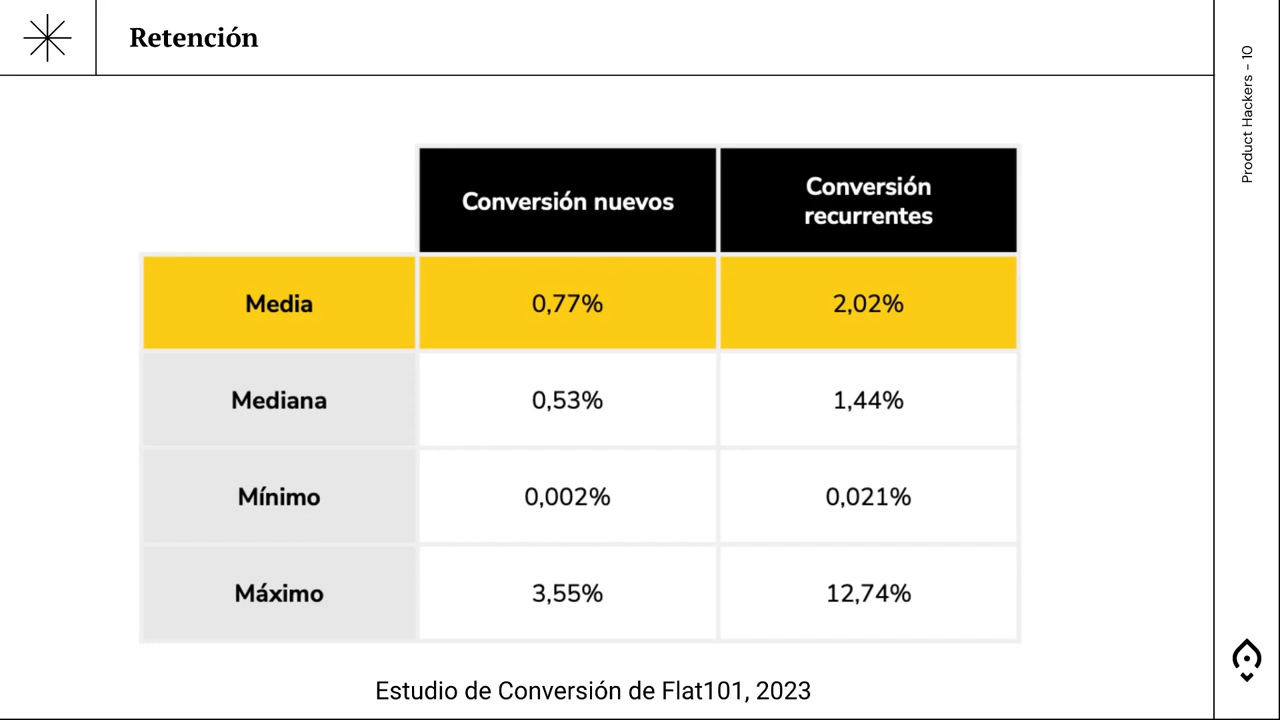 Retención
Product Hackers – 10
Conversión nuevos
Conversión
recurrentes
Media
0,77%
2,02%
Mediana
0,53%
1,44%
Mínimo
0,002%
0,021%
Máximo
3,55%
12,74%
Estudio de Conversión de Flat101, 2023